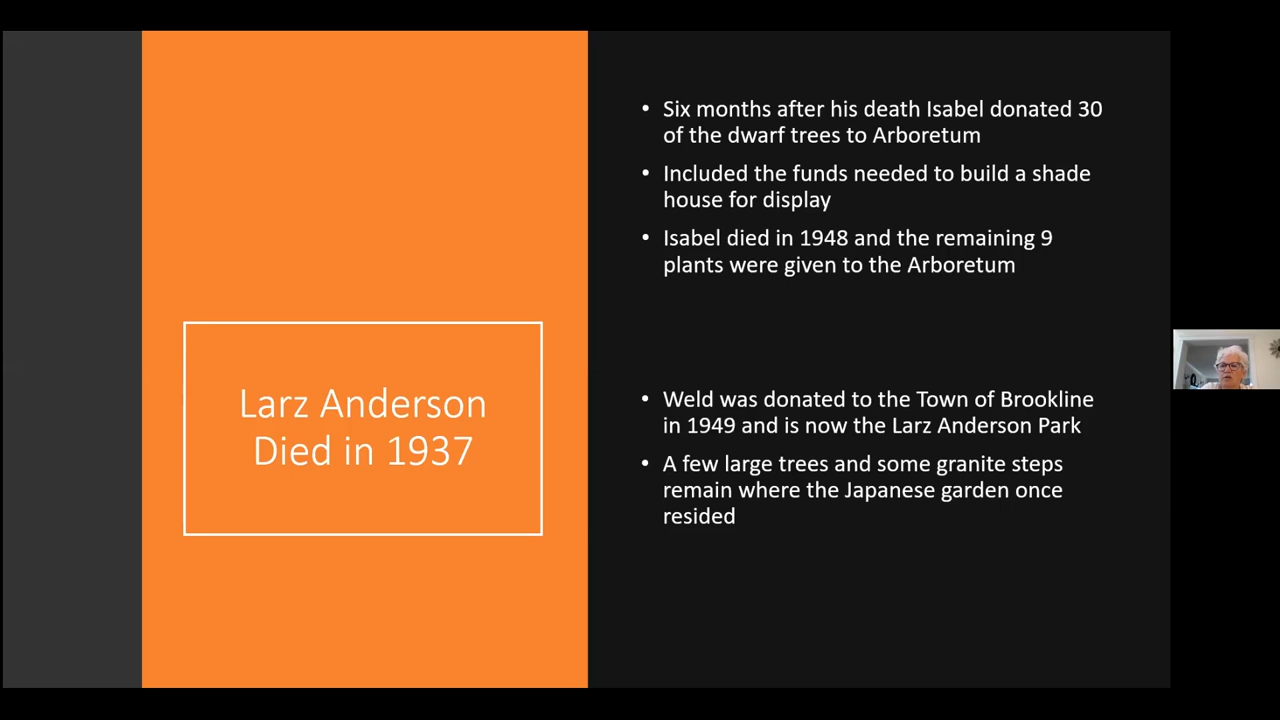 Larz Anderson
Died in 1937
• Six months after his death Isabel donated 30
of the dwarf trees to Arboretum
• Included the funds needed to build a shade
house for display
• Isabel died in 1948 and the remaining 9
plants were given to the Arboretum
• Weld was donated to the Town of Brookline
in 1949 and is now the Larz Anderson Park
• A few large trees and some granite steps
remain where the Japanese garden once
resided